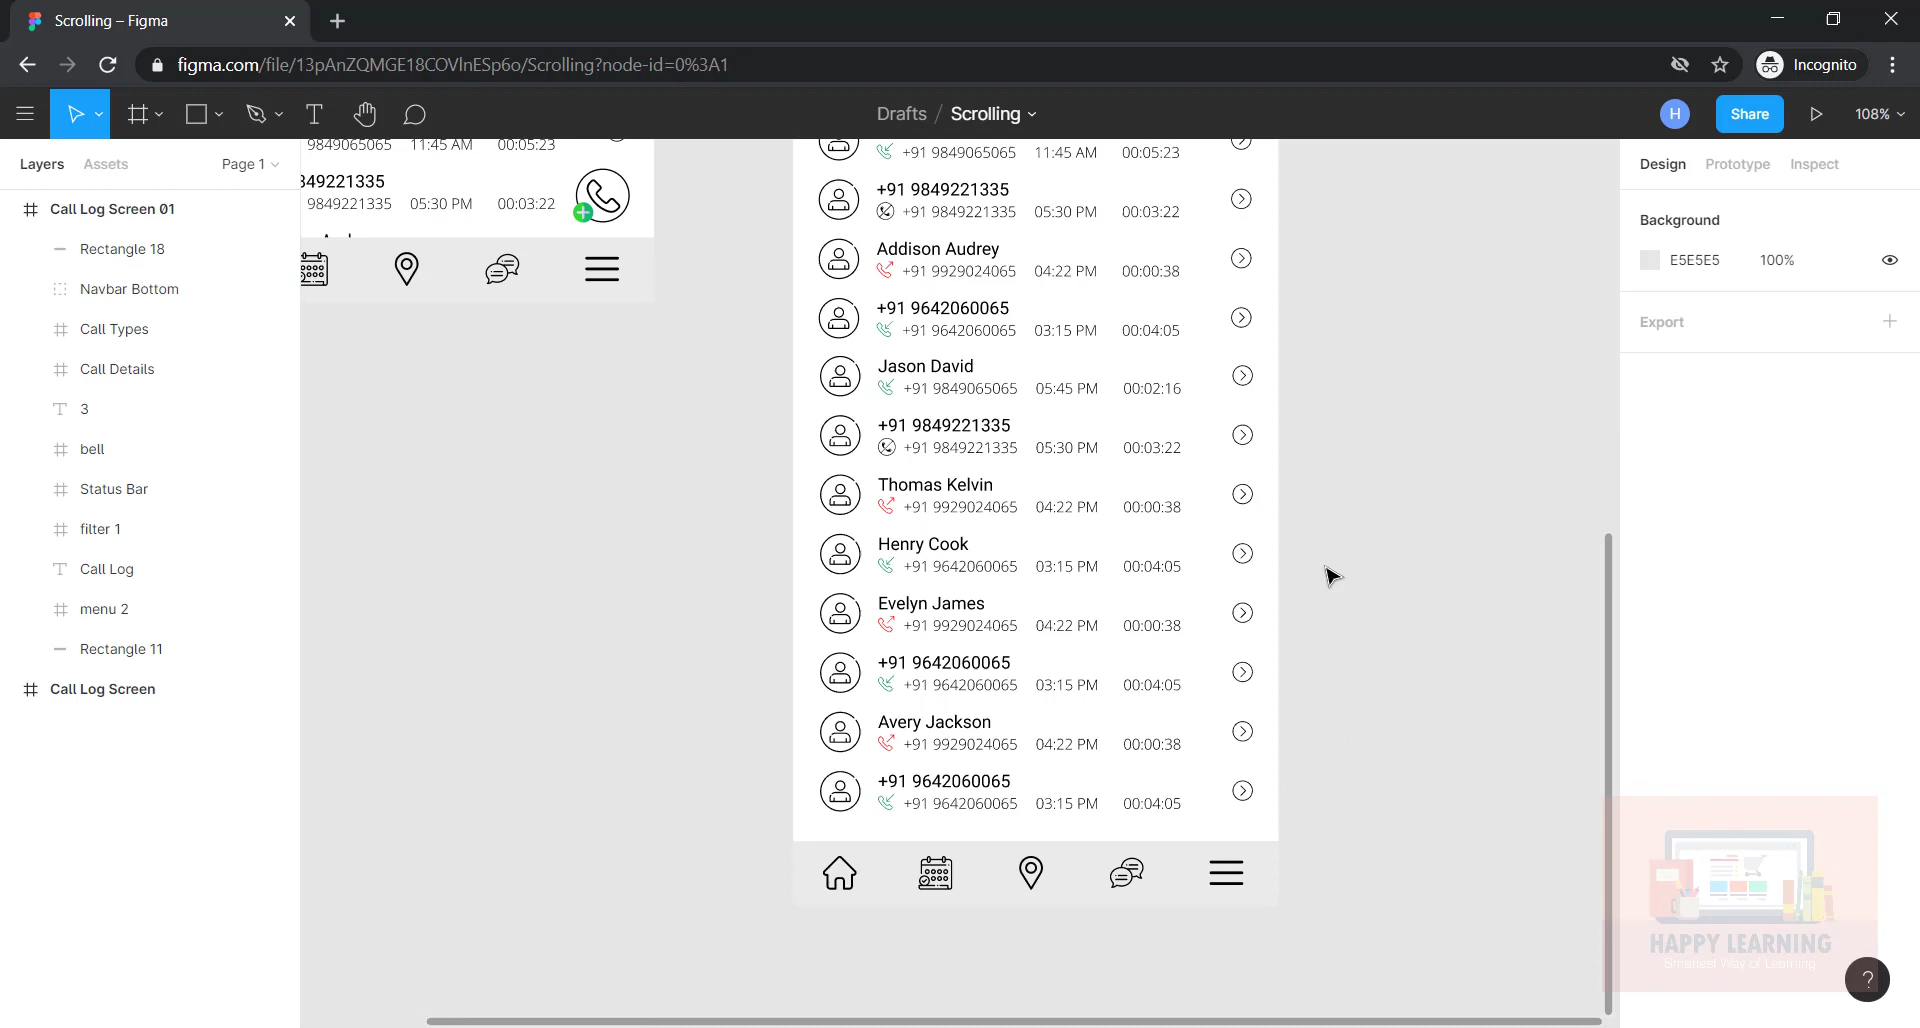 Scrolling – Figma
figma.com/file/13pAnZQMGE18COVlnESp6o/Scrolling?node-id=0%3A1
Incognito
Drafts / Scrolling
H
Share
108%
Layers
Assets
Page 1
Call Log Screen 01
Rectangle 18
Navbar Bottom
Call Types
Call Details
3
bell
Status Bar
filter 1
Call Log
menu 2
Rectangle 11
Call Log Screen
9849065065 11:45 AM 00:05:23
849221335
9849221335 05:30 PM 00:03:22
+91 9849065065 11:45 AM 00:05:23
+91 9849221335
+91 9849221335 05:30 PM 00:03:22
Addison Audrey
+91 9929024065 04:22 PM 00:00:38
+91 9642060065
+91 9642060065 03:15 PM 00:04:05
Jason David
+91 9849065065 05:45 PM 00:02:16
+91 9849221335
+91 9849221335 05:30 PM 00:03:22
Thomas Kelvin
+91 9929024065 04:22 PM 00:00:38
Henry Cook
+91 9642060065 03:15 PM 00:04:05
Evelyn James
+91 9929024065 04:22 PM 00:00:38
+91 9642060065
+91 9642060065 03:15 PM 00:04:05
Avery Jackson
+91 9929024065 04:22 PM 00:00:38
+91 9642060065
+91 9642060065 03:15 PM 00:04:05
Design
Prototype
Inspect
Background
E5E5E5 100%
Export
HAPPY LEARNING
Smartest Way of Learning
?